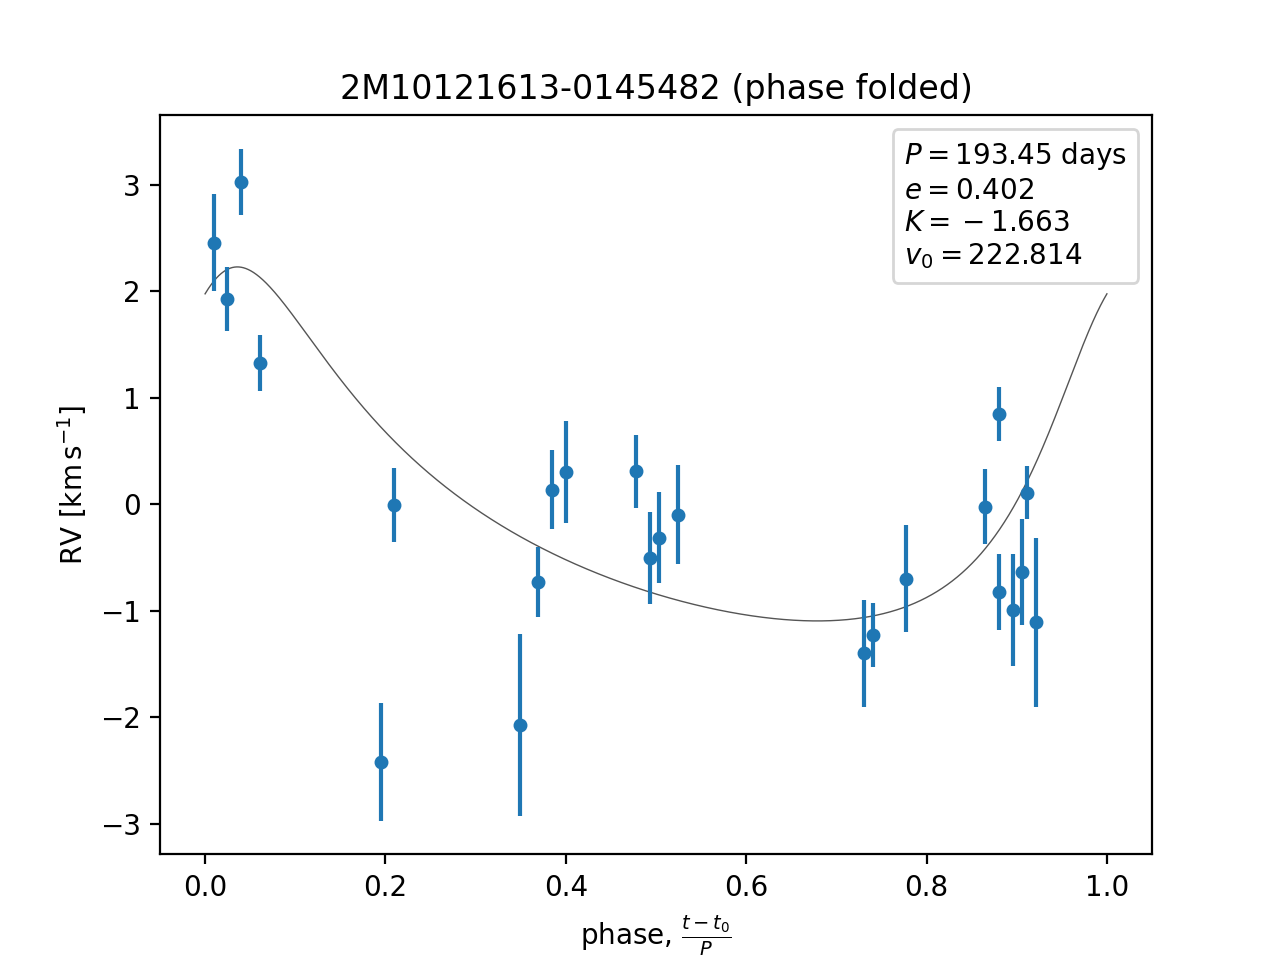 2M10121613-0145482 (phase folded)
P = 193.45 days
e = 0.402
K = −1.663
v₀ = 222.814
3
2
1
0
−1
−2
−3
RV [km s⁻¹]
0.0 0.2 0.4 0.6 0.8 1.0
phase, (t − t₀)/P